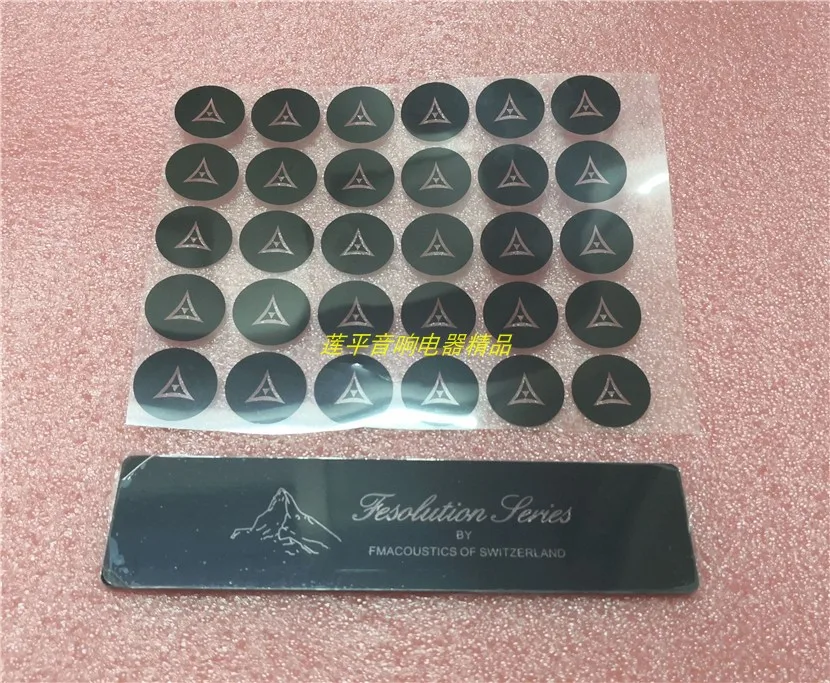 莲平音响电器精品
Fesolution Series
BY
FMACOUSTICS OF SWITZERLAND